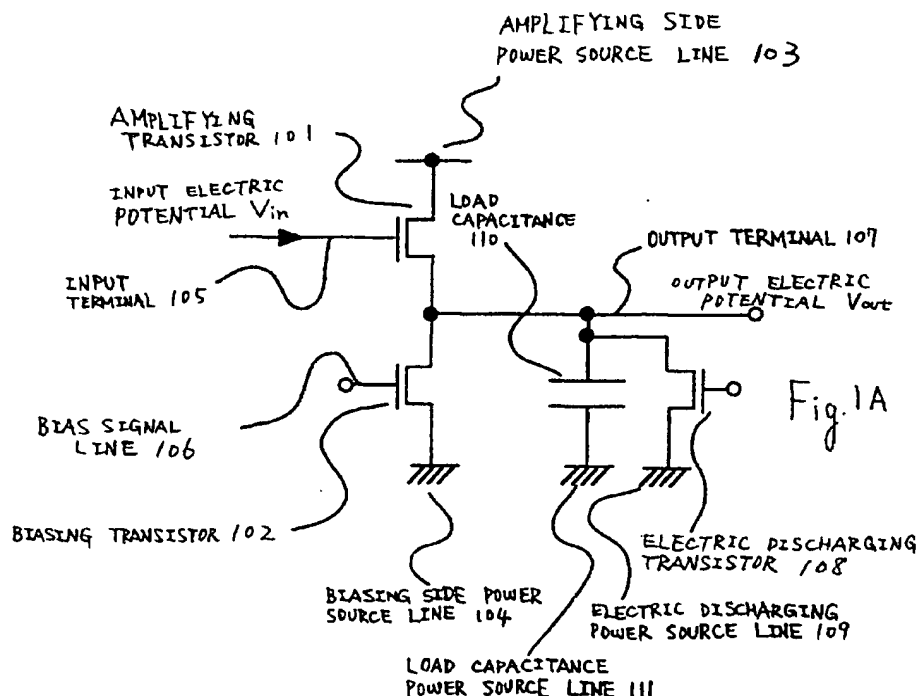 AMPLIFYING SIDE
POWER SOURCE LINE 103
AMPLIFYING
TRANSISTOR 101
INPUT ELECTRIC
POTENTIAL Vin
LOAD
CAPACITANCE
110
OUTPUT TERMINAL 107
INPUT
TERMINAL 105
OUTPUT ELECTRIC
POTENTIAL Vout
Fig. 1A
BIAS SIGNAL
LINE 106
BIASING TRANSISTOR 102
ELECTRIC DISCHARGING
TRANSISTOR 108
BIASING SIDE POWER
SOURCE LINE 104
ELECTRIC DISCHARGING
POWER SOURCE LINE 109
LOAD CAPACITANCE
POWER SOURCE LINE 111